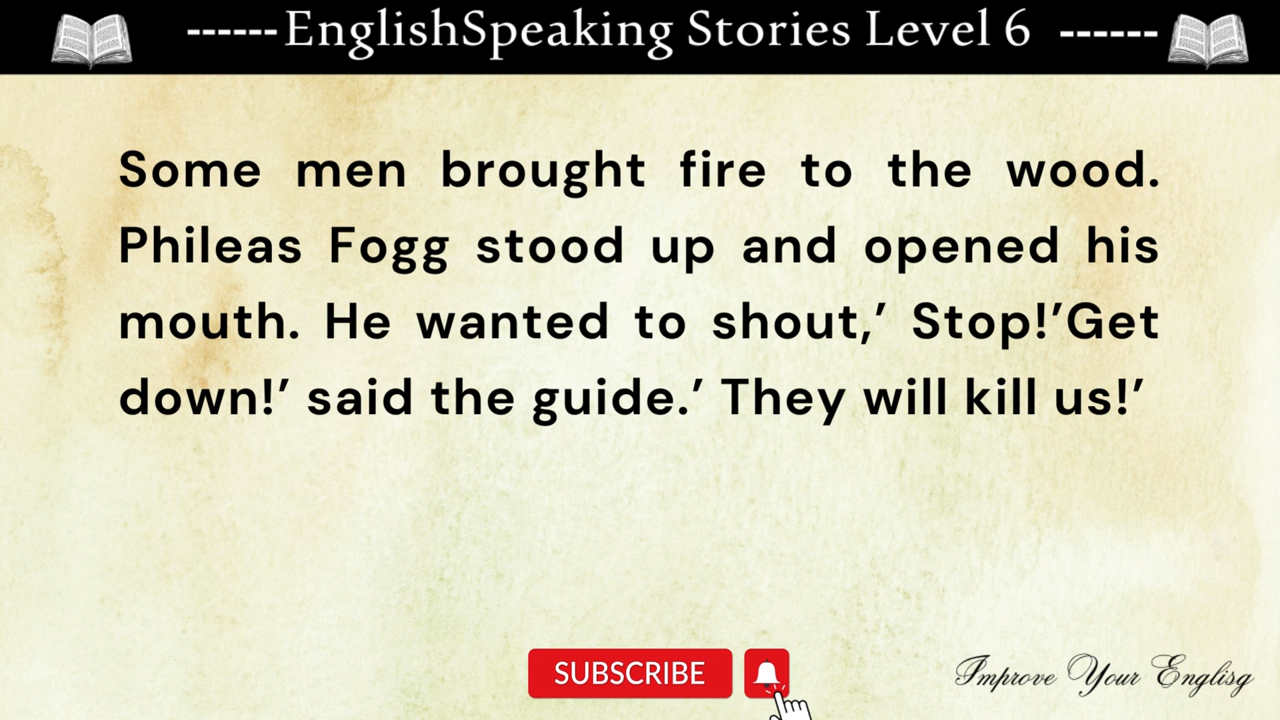 ------EnglishSpeaking Stories Level 6 ------
Some men brought fire to the wood.
Phileas Fogg stood up and opened his
mouth. He wanted to shout,’ Stop!’Get
down!’ said the guide.’ They will kill us!’
SUBSCRIBE
Improve Your Englisg